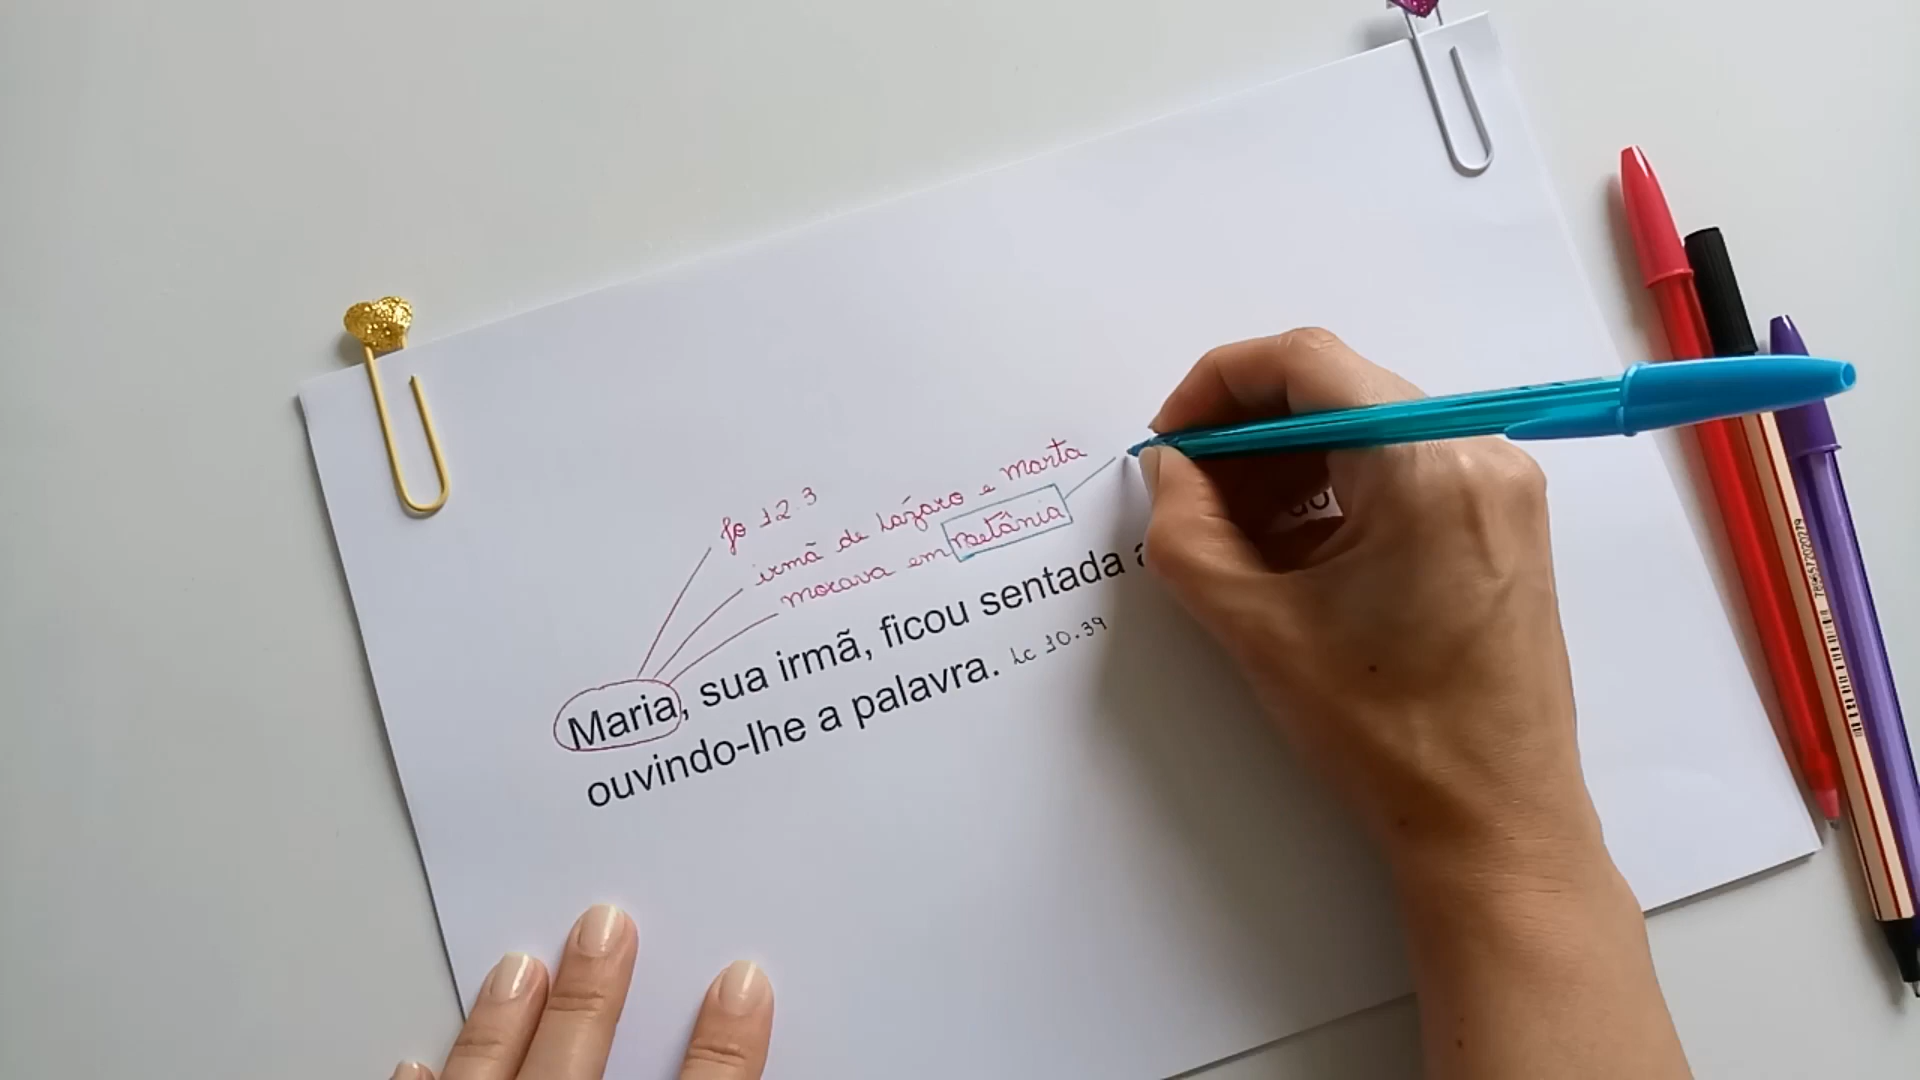 Jo 12.3
irmã de Lázaro e Marta
morava em Betânia
Maria, sua irmã, ficou sentada
ouvindo-lhe a palavra. Lc 10.39